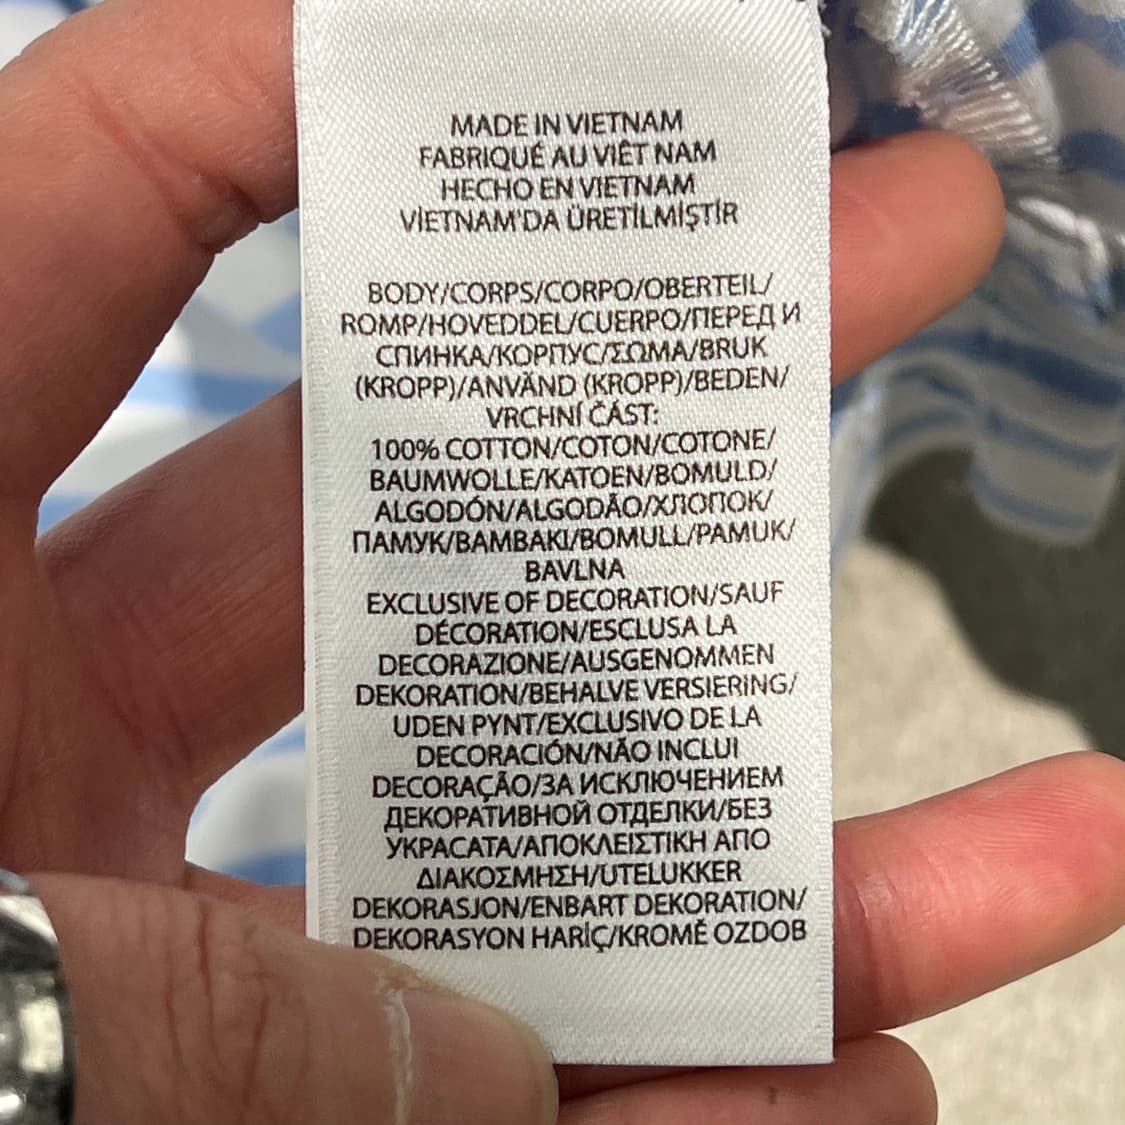 MADE IN VIETNAM
FABRIQUÉ AU VIÊT NAM
HECHO EN VIETNAM
VİETNAM'DA ÜRETİLMİŞTİR
BODY/CORPS/CORPO/OBERTEIL/
ROMP/HOVEDDEL/CUERPO/ПЕРЕД И
СПИНКА/КОРПУС/ΣΩΜΑ/BRUK
(KROPP)/ANVÄND (KROPP)/BEDEN/
VRCHNÍ ČÁST:
100% COTTON/COTON/COTONE/
BAUMWOLLE/KATOEN/BOMULD/
ALGODÓN/ALGODÃO/ХЛОПОК/
ПАМУК/ΒΑΜΒΑΚΙ/BOMULL/PAMUK/
BAVLNA
EXCLUSIVE OF DECORATION/SAUF
DÉCORATION/ESCLUSA LA
DECORAZIONE/AUSGENOMMEN
DEKORATION/BEHALVE VERSIERING/
UDEN PYNT/EXCLUSIVO DE LA
DECORACIÓN/NÃO INCLUI
DECORAÇÃO/ЗА ИСКЛЮЧЕНИЕМ
ДЕКОРАТИВНОЙ ОТДЕЛКИ/БЕЗ
УКРАСАТА/ΑΠΟΚΛΕΙΣΤΙΚΗ ΑΠΟ
ΔΙΑΚΟΣΜΗΣΗ/UTELUKKER
DEKORASJON/ENBART DEKORATION/
DEKORASYON HARİÇ/KROMĚ OZDOB